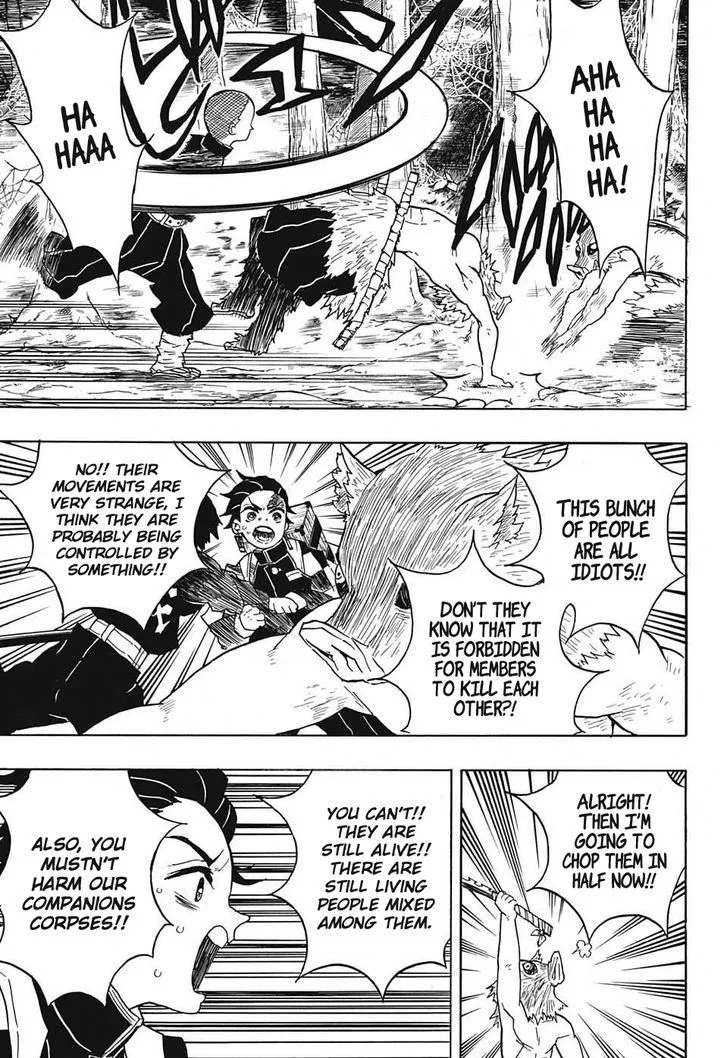 AHA
HA
HA
HA!
HA
HAAA
THIS BUNCH
OF PEOPLE
ARE ALL
IDIOTS!!
DON'T THEY
KNOW THAT IT
IS FORBIDDEN
FOR MEMBERS
TO KILL EACH
OTHER?!
NO!! THEIR
MOVEMENTS ARE
VERY STRANGE, I
THINK THEY ARE
PROBABLY BEING
CONTROLLED BY
SOMETHING!!
ALRIGHT!
THEN I'M
GOING TO
CHOP THEM IN
HALF NOW!!
YOU CAN'T!!
THEY ARE
STILL ALIVE!!
THERE ARE
STILL LIVING
PEOPLE MIXED
AMONG THEM.
ALSO, YOU
MUSTN'T
HARM OUR
COMPANIONS
CORPSES!!